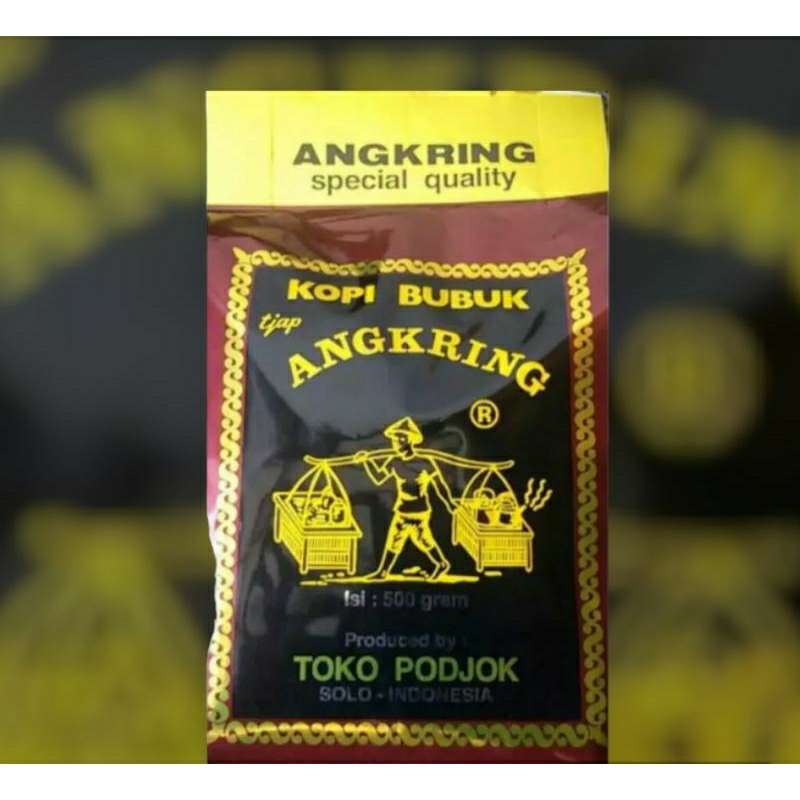 ANGKRING
special quality
KOPI BUBUK
tjap
ANGKRING
®
Isi : 500 gram
Produced by :
TOKO PODJOK
SOLO - INDONESIA